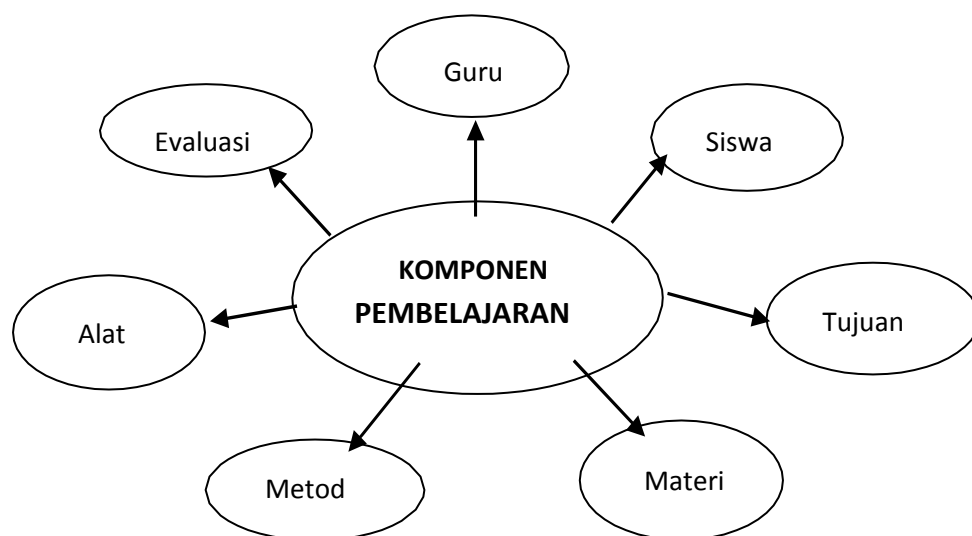 Guru
Evaluasi
Siswa
KOMPONEN
PEMBELAJARAN
Alat
Tujuan
Metod
Materi